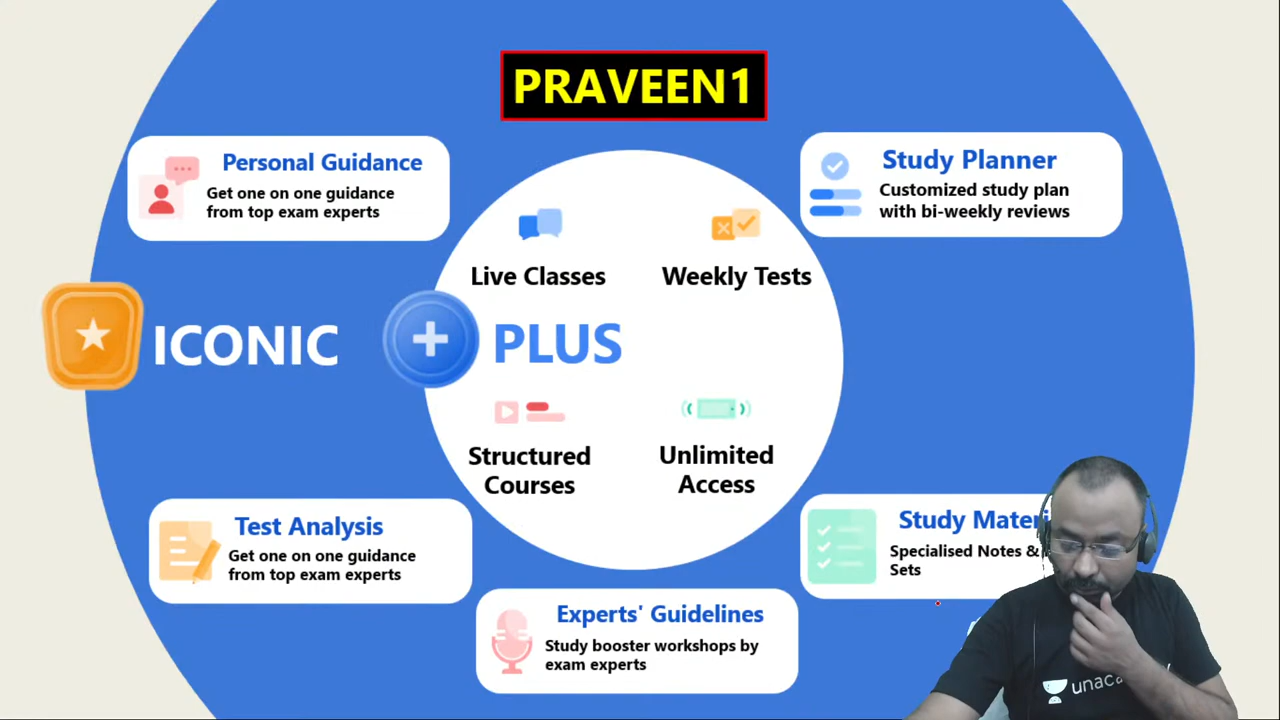 PRAVEEN1
Personal Guidance
Get one on one guidance
from top exam experts
Study Planner
Customized study plan
with bi-weekly reviews
Live Classes
Weekly Tests
ICONIC
PLUS
Structured
Courses
Unlimited
Access
Test Analysis
Get one on one guidance
from top exam experts
Study
Specialised Notes &
Sets
Experts' Guidelines
Study booster workshops by
exam experts